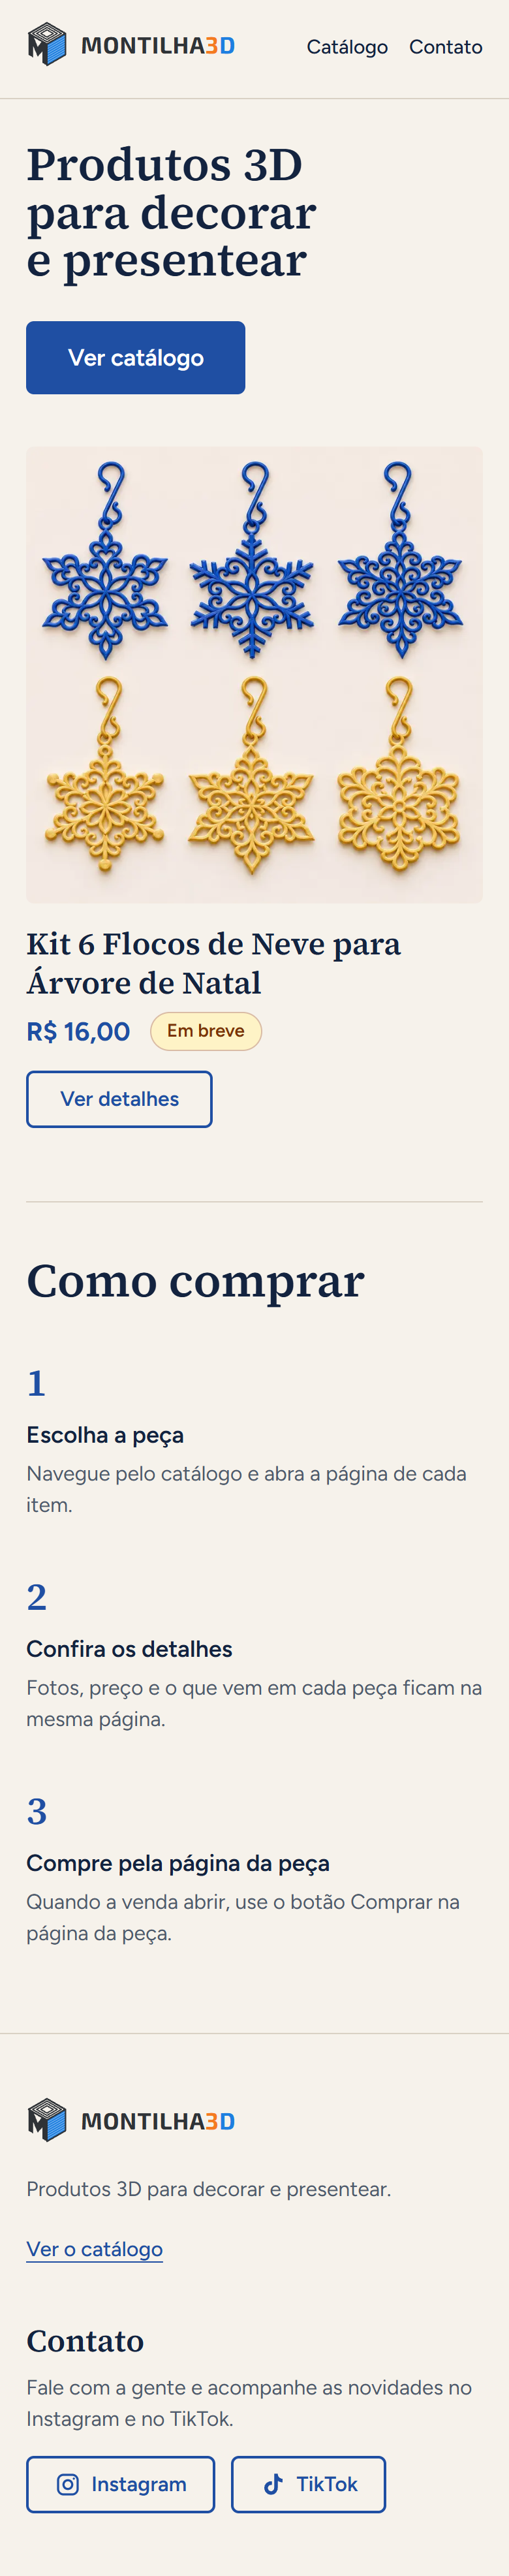 MONTILHA3D
Catálogo Contato
Produtos 3D
para decorar
e presentear
Ver catálogo
Kit 6 Flocos de Neve para
Árvore de Natal
R$ 16,00 Em breve
Ver detalhes
Como comprar
1
Escolha a peça
Navegue pelo catálogo e abra a página de cada
item.
2
Confira os detalhes
Fotos, preço e o que vem em cada peça ficam na
mesma página.
3
Compre pela página da peça
Quando a venda abrir, use o botão Comprar na
página da peça.
MONTILHA3D
Produtos 3D para decorar e presentear.
Ver o catálogo
Contato
Fale com a gente e acompanhe as novidades no
Instagram e no TikTok.
Instagram TikTok